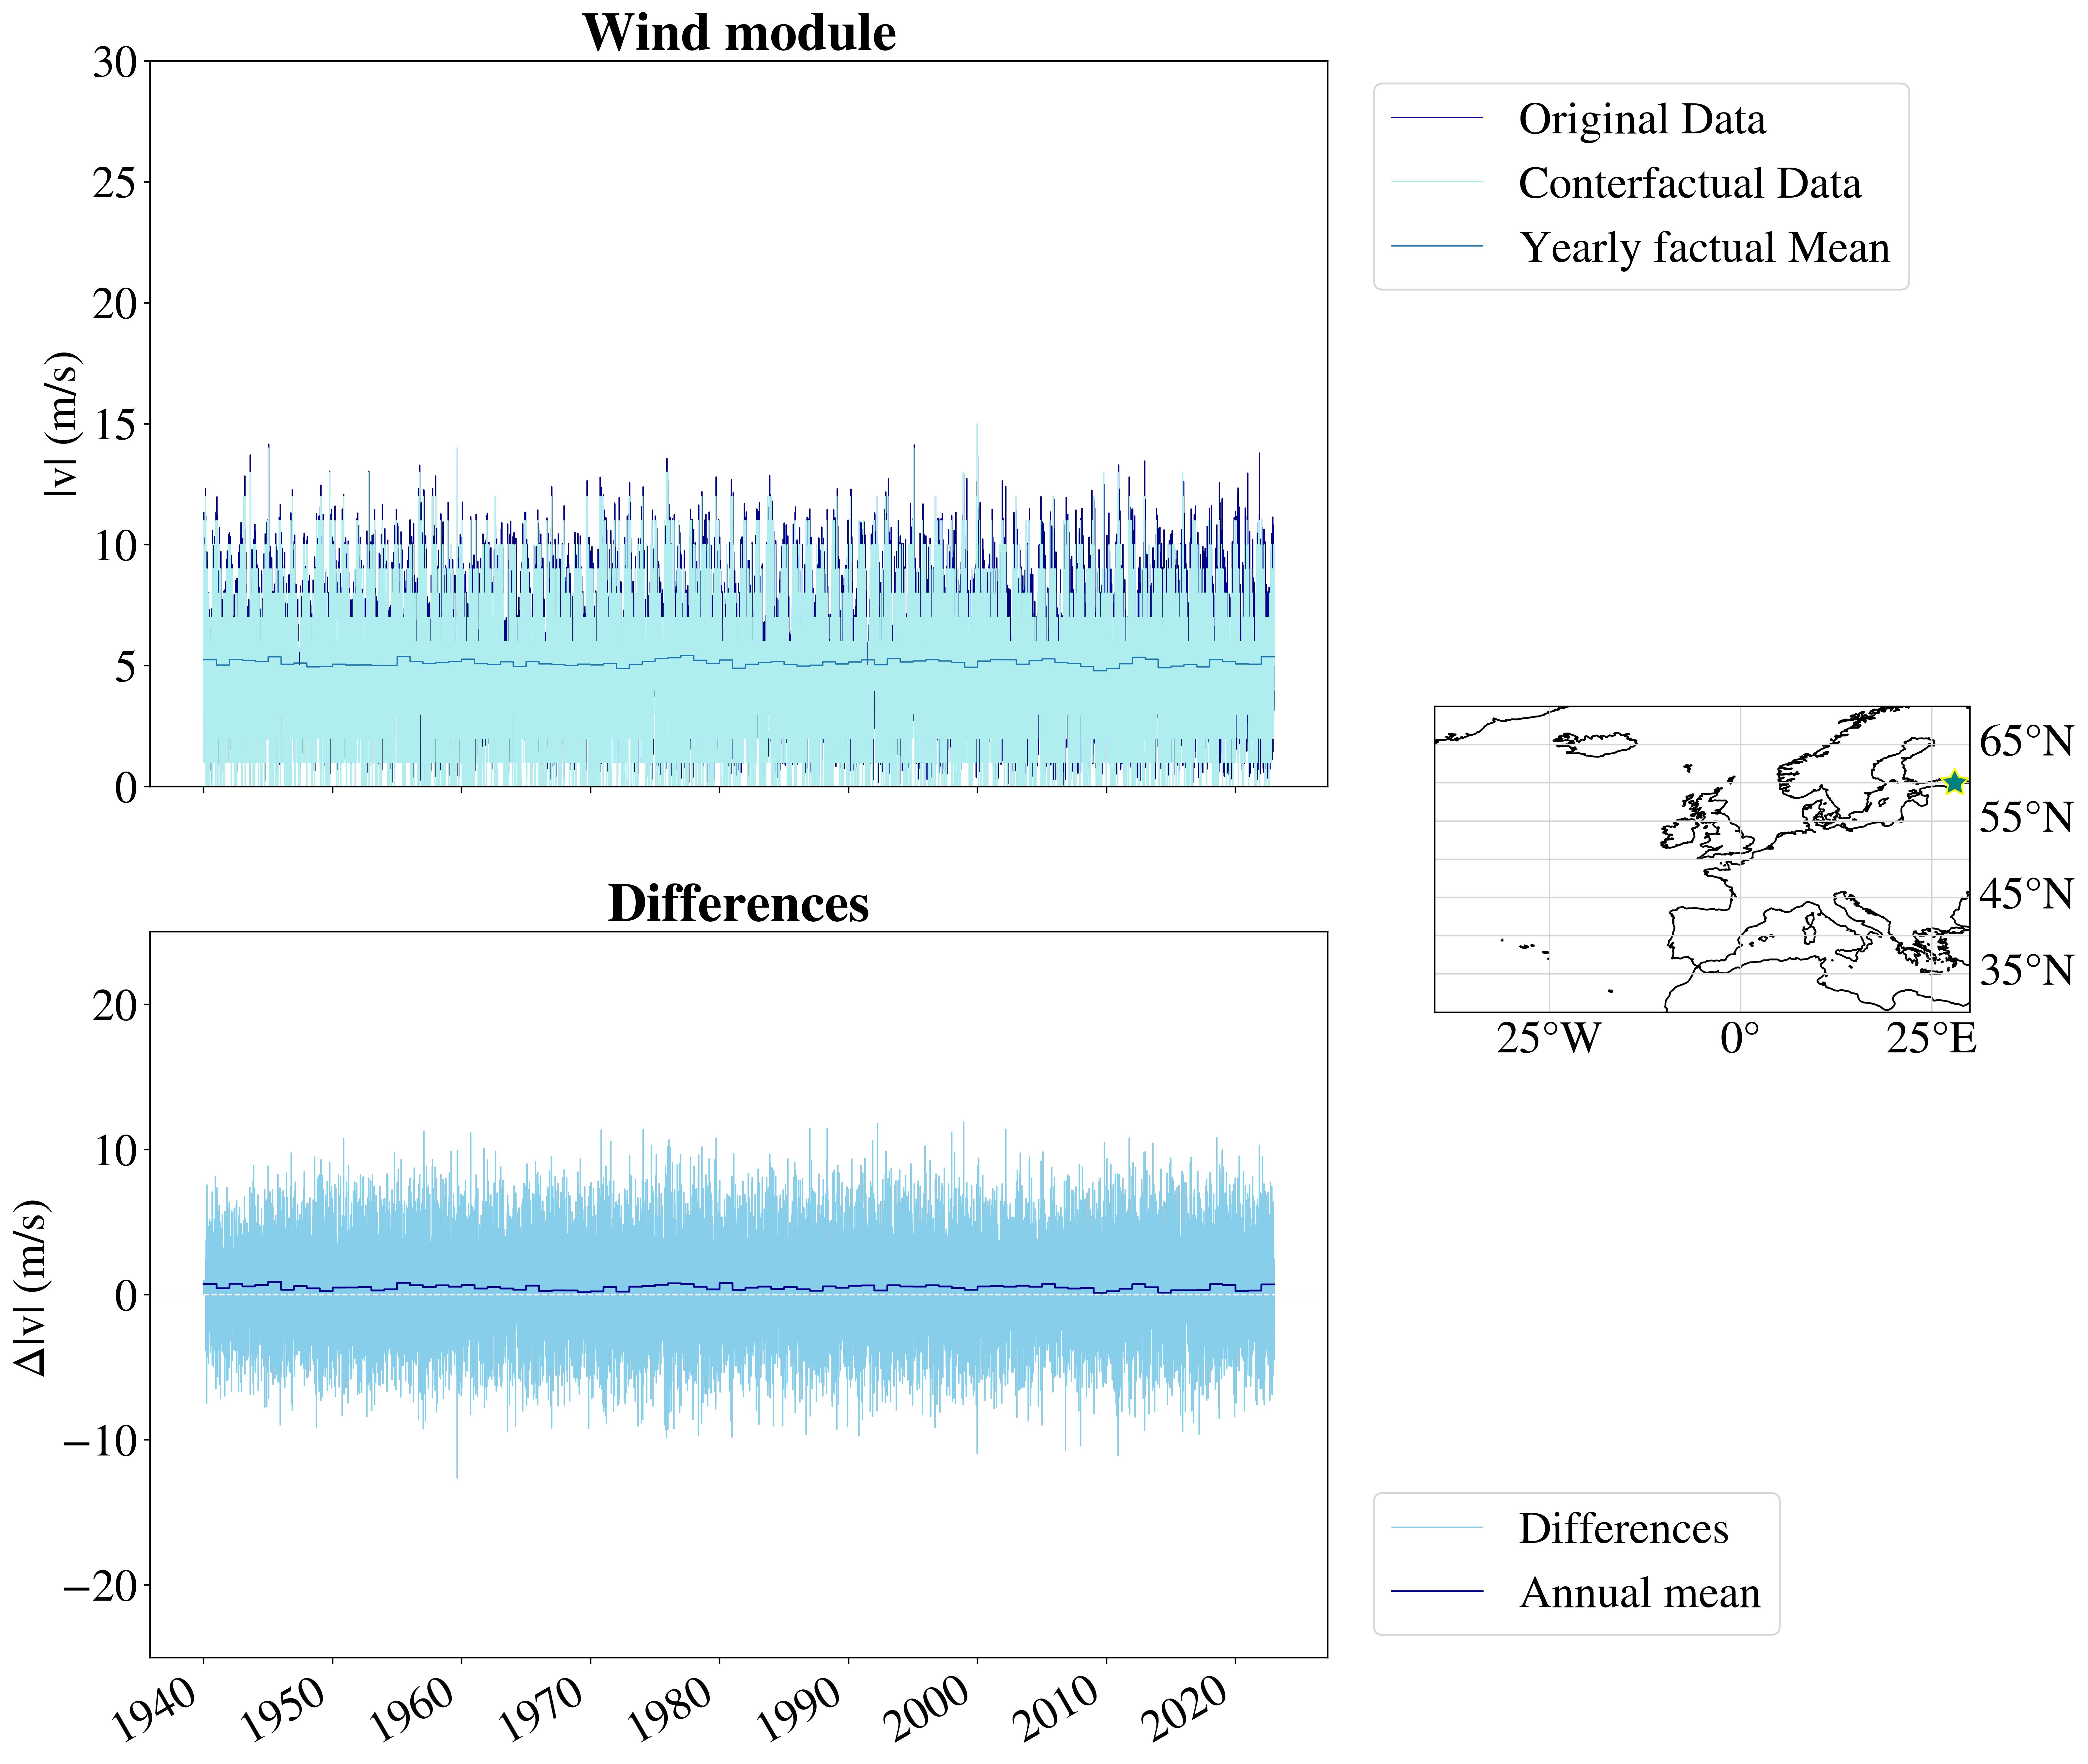 Wind module
30
25
20
15
10
5
0
|v| (m/s)
Original Data
Conterfactual Data
Yearly factual Mean
65°N
55°N
45°N
35°N
25°W 0° 25°E
Differences
20
10
0
−10
−20
Δ|v| (m/s)
1940 1950 1960 1970 1980 1990 2000 2010 2020
Differences
Annual mean